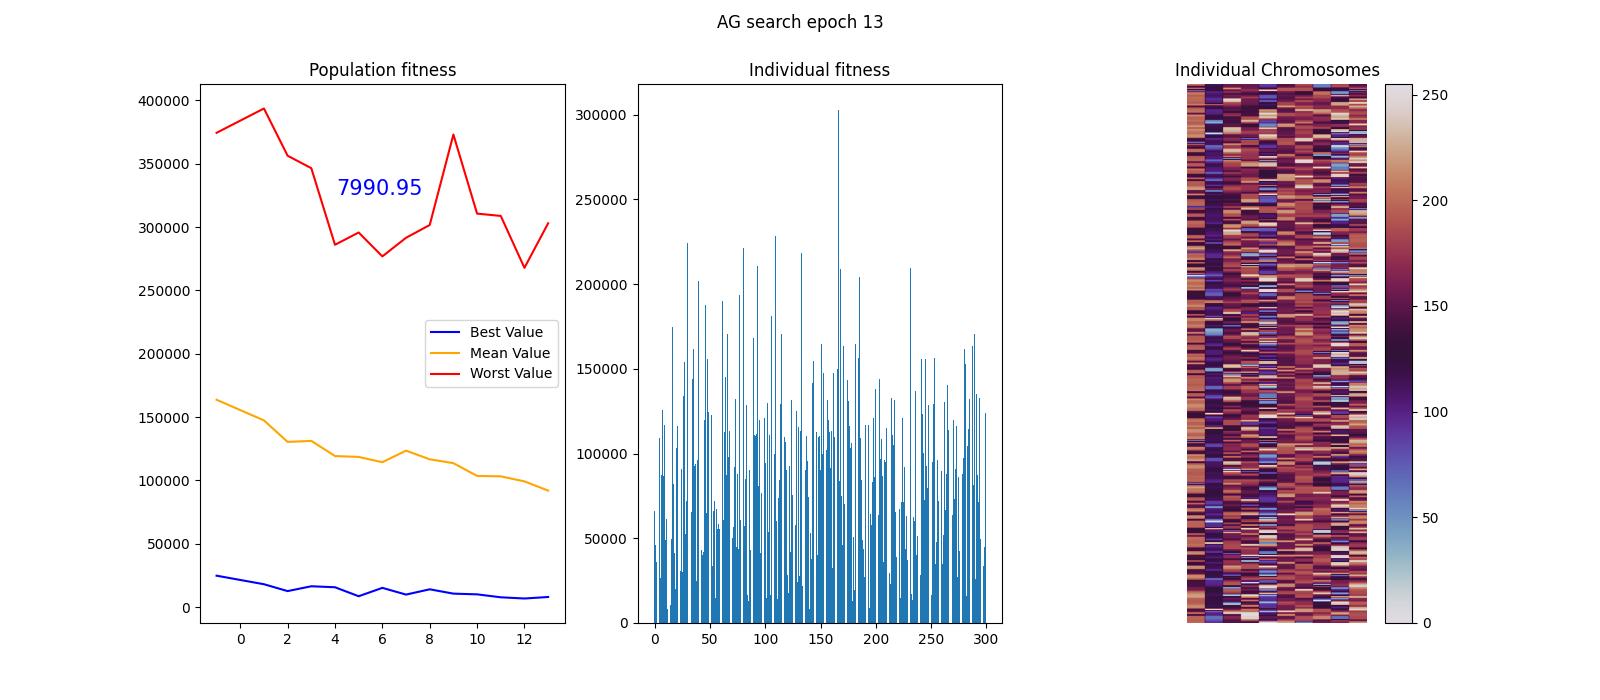 AG search epoch 13
Population fitness
400000
350000
300000
250000
200000
150000
100000
50000
0
7990.95
Best Value
Mean Value
Worst Value
0 2 4 6 8 10 12
Individual fitness
300000
250000
200000
150000
100000
50000
0
0 50 100 150 200 250 300
Individual Chromosomes
250
200
150
100
50
0